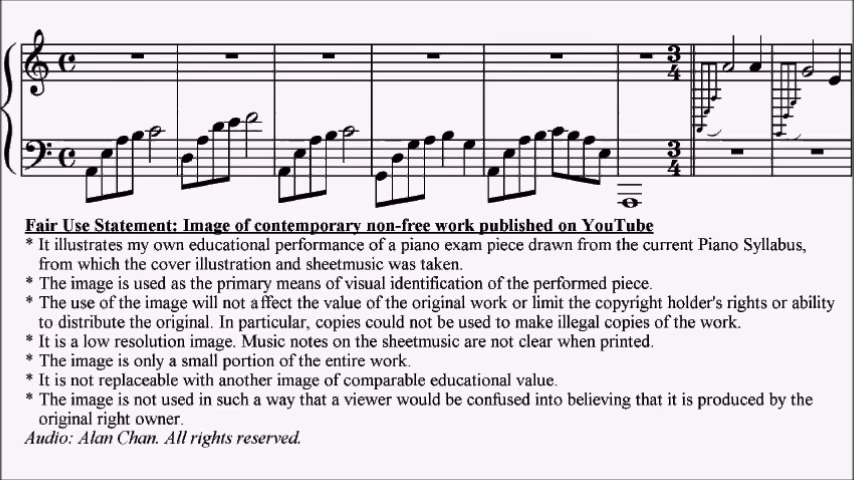 3
4
3
4
Fair Use Statement: Image of contemporary non-free work published on YouTube
* It illustrates my own educational performance of a piano exam piece drawn from the current Piano Syllabus,
from which the cover illustration and sheetmusic was taken.
* The image is used as the primary means of visual identification of the performed piece.
* The use of the image will not affect the value of the original work or limit the copyright holder's rights or ability
to distribute the original. In particular, copies could not be used to make illegal copies of the work.
* It is a low resolution image. Music notes on the sheetmusic are not clear when printed.
* The image is only a small portion of the entire work.
* It is not replaceable with another image of comparable educational value.
* The image is not used in such a way that a viewer would be confused into believing that it is produced by the
original right owner.
Audio: Alan Chan. All rights reserved.